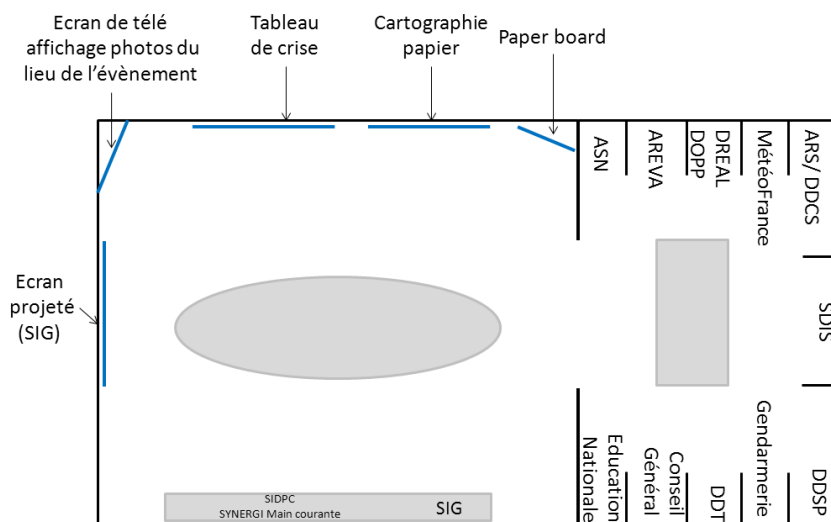 Ecran de télé
affichage photos du
lieu de l'évènement
Tableau
de crise
Cartographie
papier
Paper board
Ecran
projeté
(SIG)
ASN
AREVA
DREAL
DOPP
MétéoFrance
ARS/ DDCS
SDIS
SIDPC
SYNERGI Main courante
SIG
Education
Nationale
Conseil
Général
DDT
Gendarmerie
DDSP